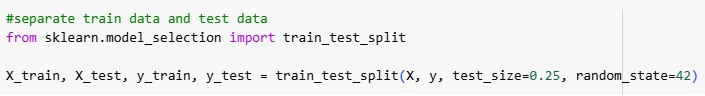 #separate train data and test data
from sklearn.model_selection import train_test_split
X_train, X_test, y_train, y_test = train_test_split(X, y, test_size=0.25, random_state=42)